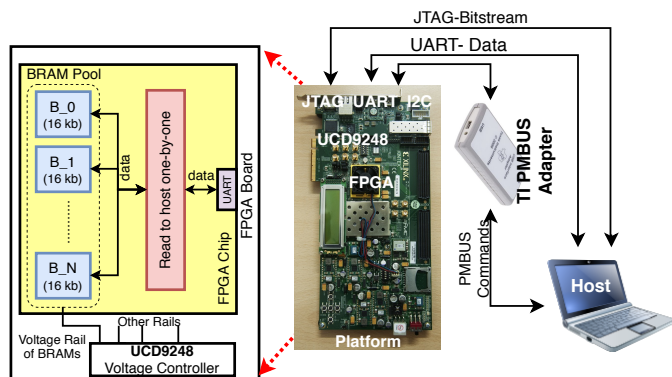 JTAG-Bitstream
UART- Data
BRAM Pool
B_0
(16 kb)
B_1
(16 kb)
B_N
(16 kb)
data
Read to host one-by-one
data
UART
FPGA Chip
FPGA Board
Voltage Rail
of BRAMs
Other Rails
UCD9248
Voltage Controller
JTAG UART I2C
UCD9248
FPGA
Platform
TI PMBUS
Adapter
PMBUS
Commands
Host